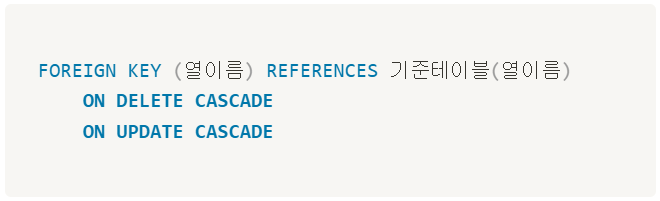 FOREIGN KEY (열이름) REFERENCES 기준테이블(열이름)
ON DELETE CASCADE
ON UPDATE CASCADE